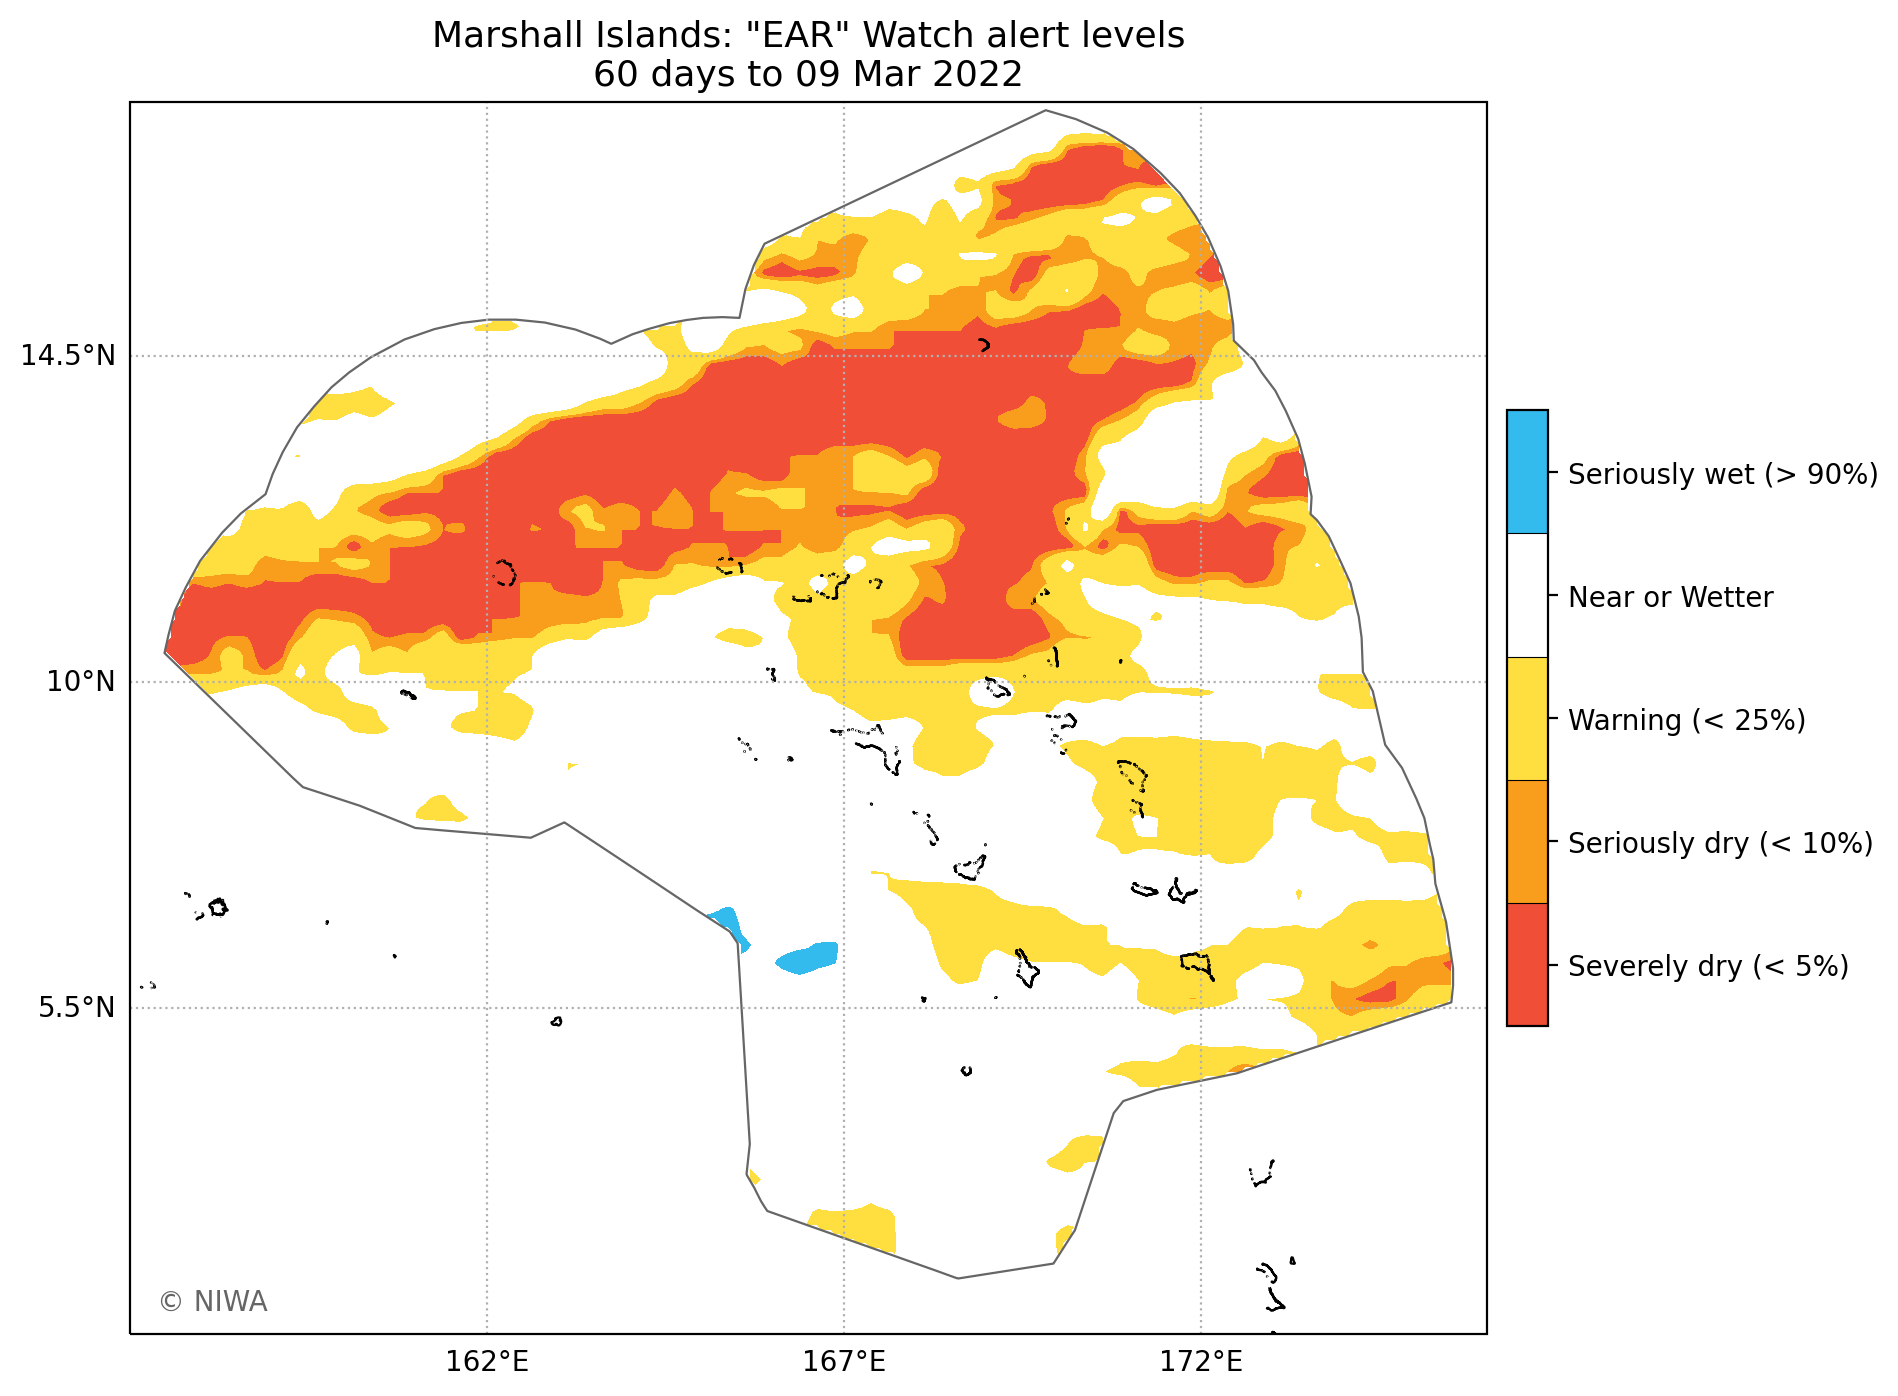 Marshall Islands: "EAR" Watch alert levels
60 days to 09 Mar 2022
14.5°N
10°N
5.5°N
162°E
167°E
172°E
Seriously wet (> 90%)
Near or Wetter
Warning (< 25%)
Seriously dry (< 10%)
Severely dry (< 5%)
© NIWA